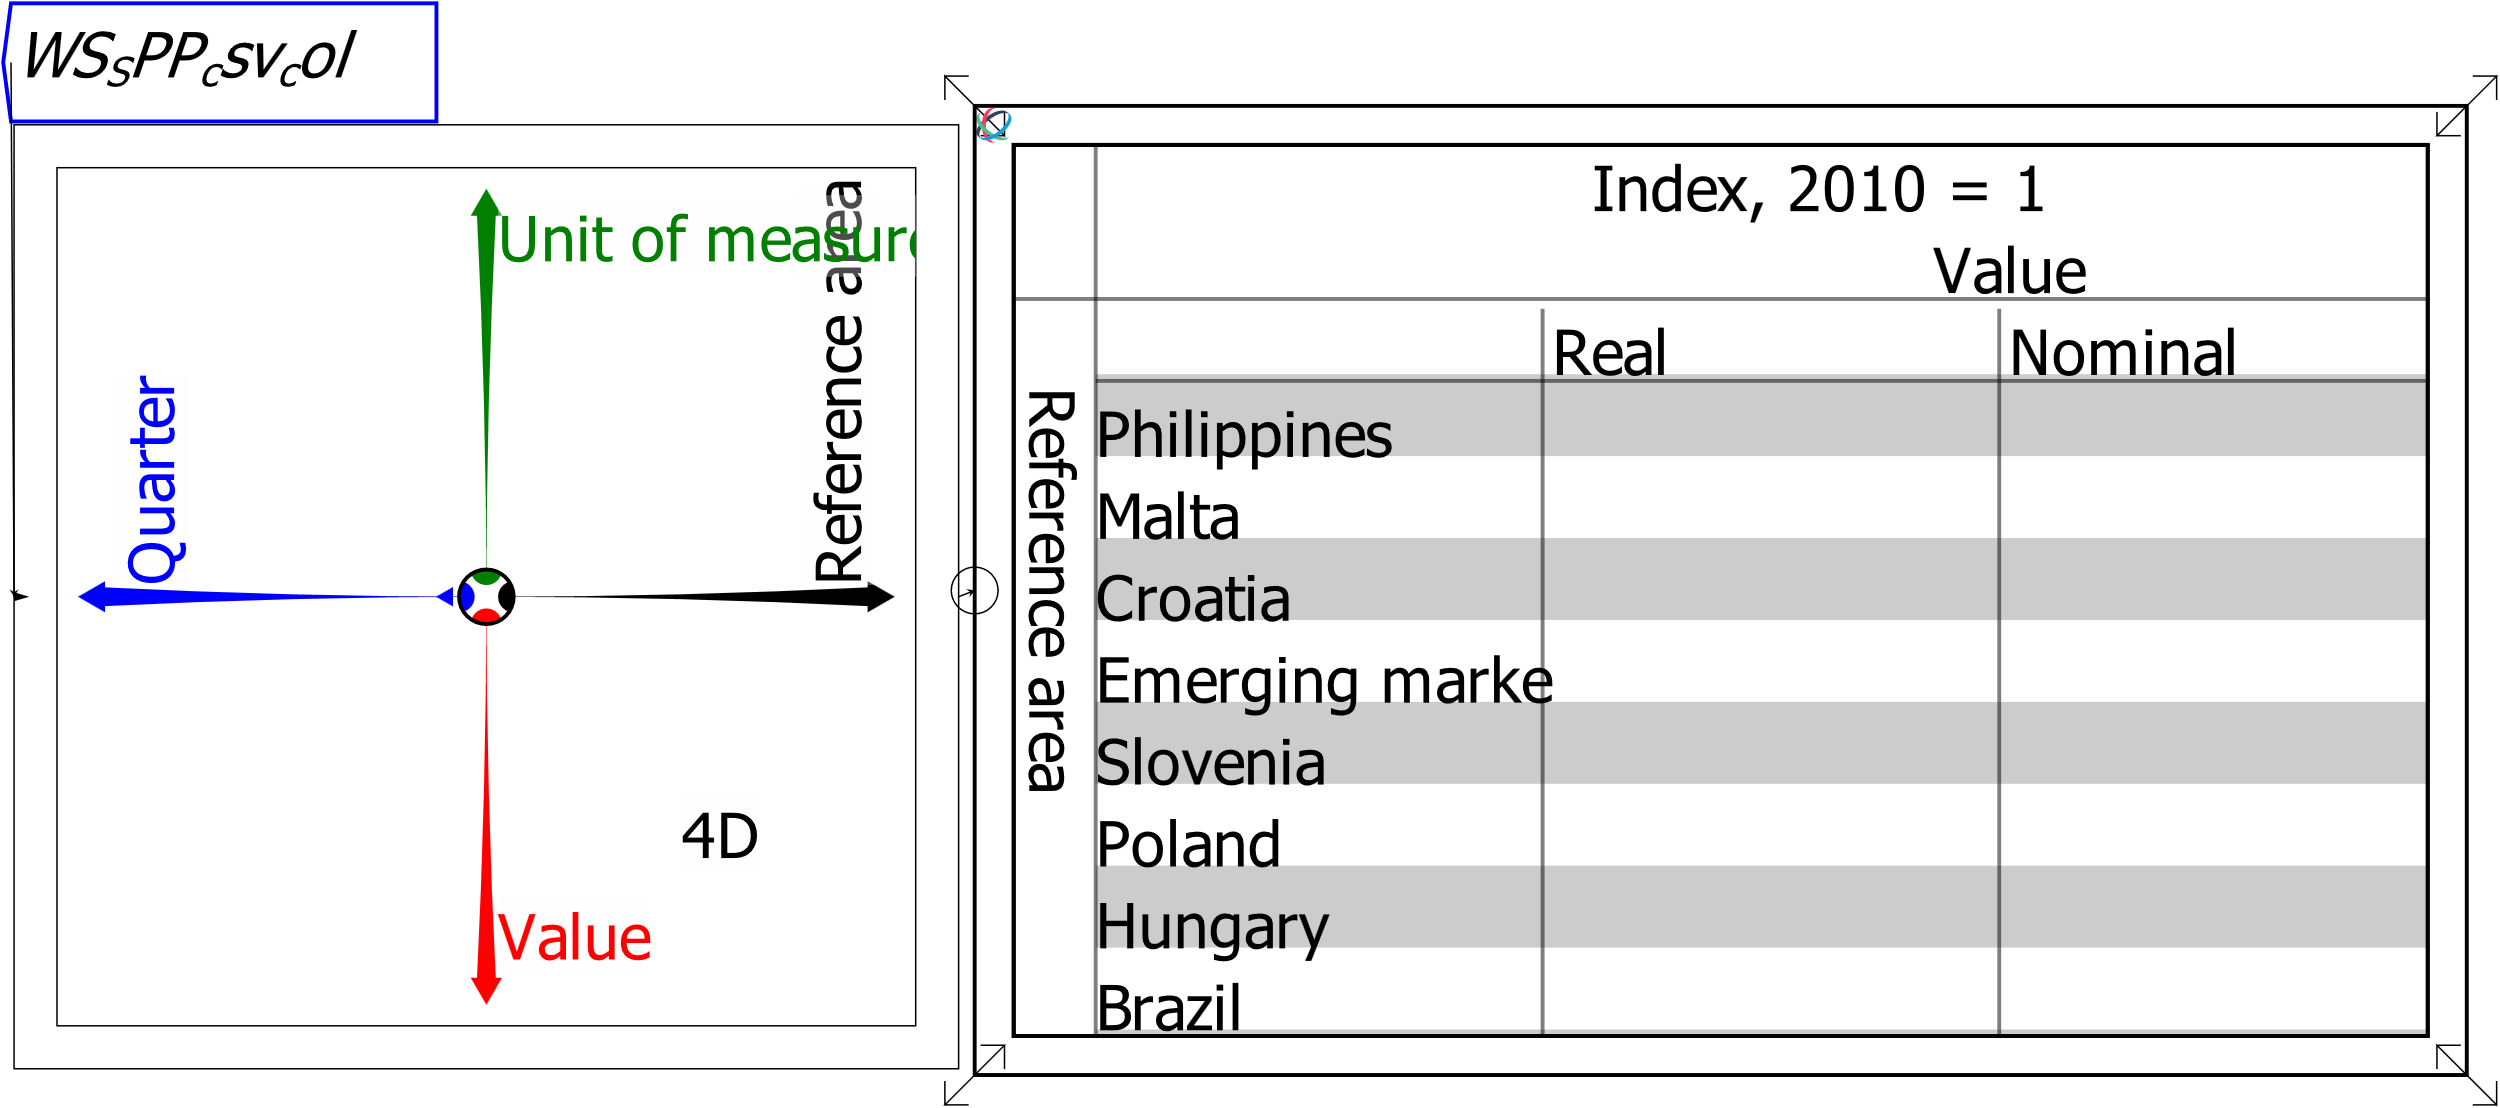 WSSPPcsvcol
Unit of measure
Reference area
Quarter
4D
Value
Index, 2010 = 1
Value
Real
Nominal
Reference area
Philippines
Malta
Croatia
Emerging marke
Slovenia
Poland
Hungary
Brazil